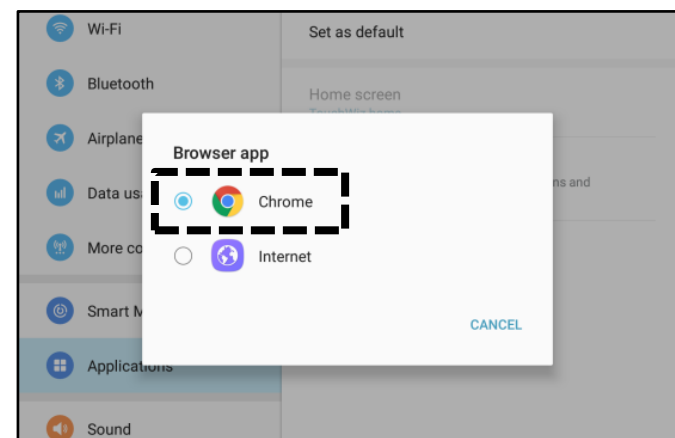 Wi-Fi
Set as default
Bluetooth
Home screen
Airplane
Browser app
Data us
Chrome
ns and
More co
Internet
Smart M
CANCEL
Applications
Sound